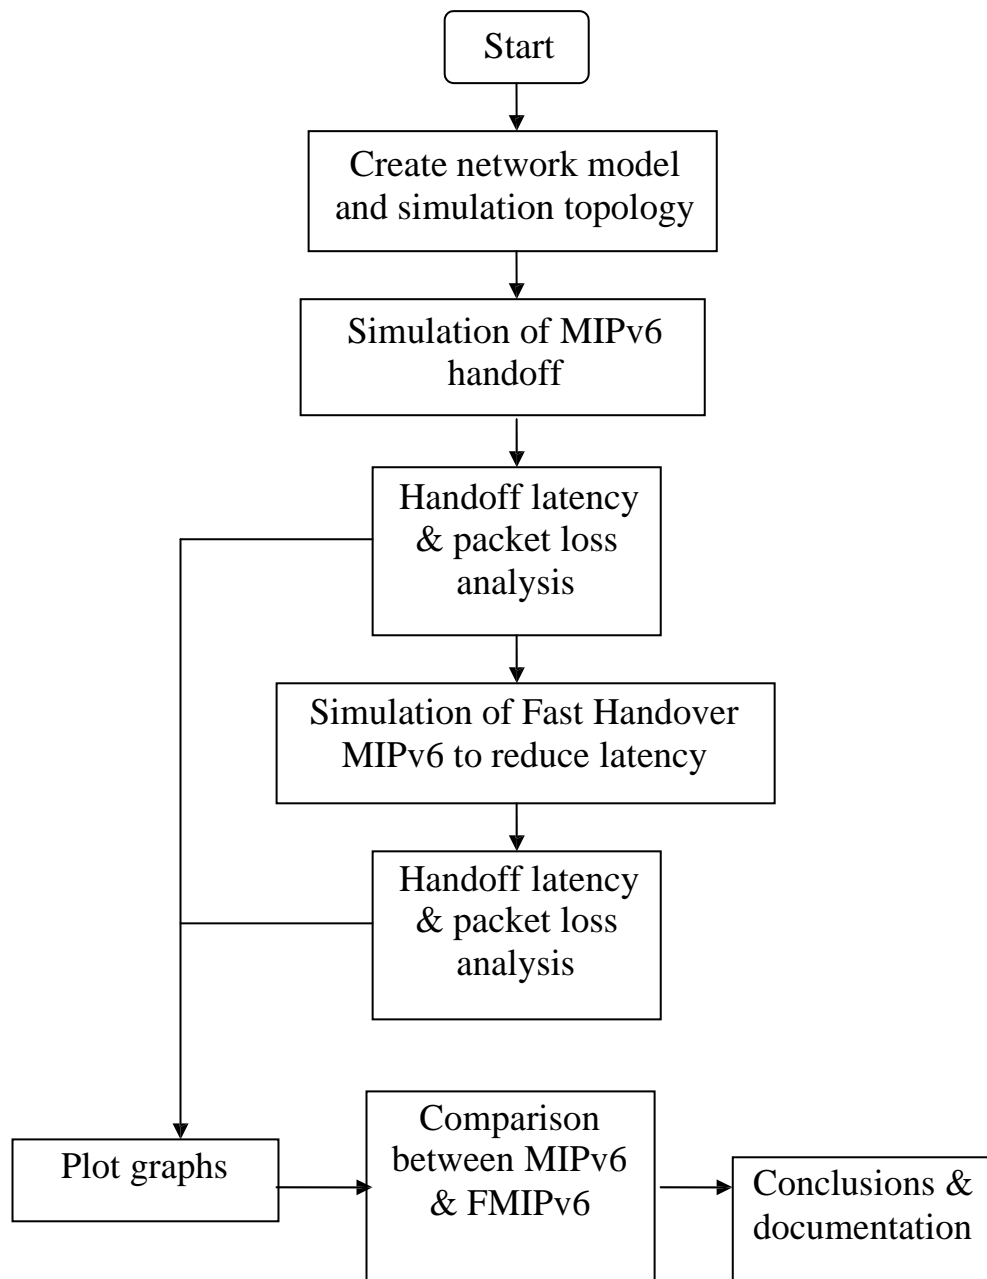 Start
Create network model
and simulation topology
Simulation of MIPv6
handoff
Handoff latency
& packet loss
analysis
Simulation of Fast Handover
MIPv6 to reduce latency
Handoff latency
& packet loss
analysis
Plot graphs
Comparison
between MIPv6
& FMIPv6
Conclusions &
documentation